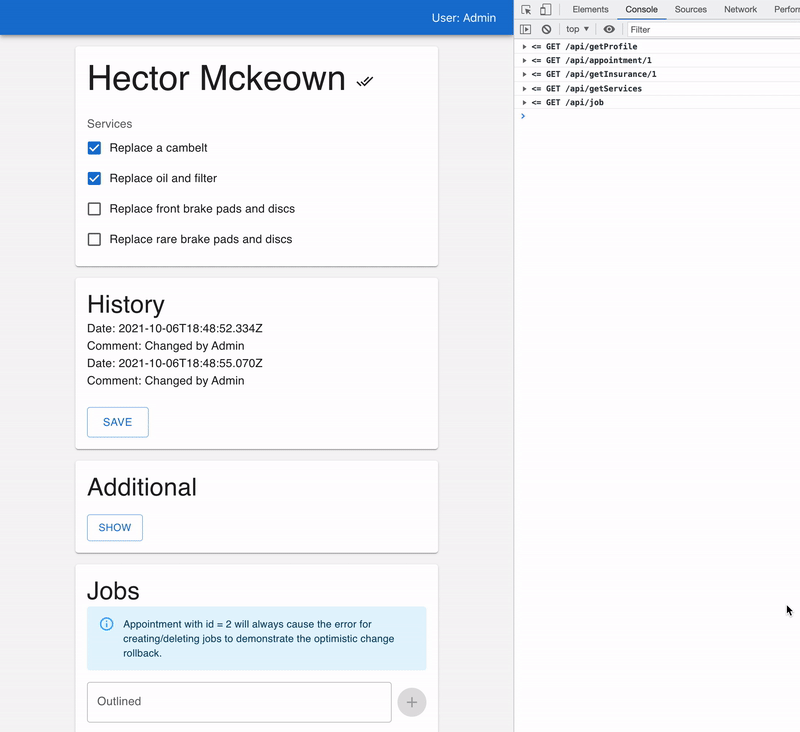 User: Admin
Hector Mckeown
Services
Replace a cambelt
Replace oil and filter
Replace front brake pads and discs
Replace rare brake pads and discs
History
Date: 2021-10-06T18:48:52.334Z
Comment: Changed by Admin
Date: 2021-10-06T18:48:55.070Z
Comment: Changed by Admin
SAVE
Additional
SHOW
Jobs
Appointment with id = 2 will always cause the error for
creating/deleting jobs to demonstrate the optimistic change
rollback.
Outlined
Elements Console Sources Network Perfor
top Filter
<= GET /api/getProfile
<= GET /api/appointment/1
<= GET /api/getInsurance/1
<= GET /api/getServices
<= GET /api/job